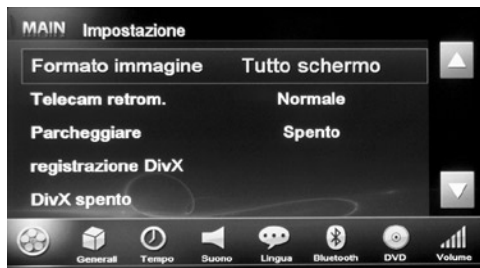 MAIN Impostazione
Formato immagine Tutto schermo
Telecam retrom. Normale
Parcheggiare Spento
registrazione DivX
DivX spento
Generali Tempo Suono Lingua Bluetooth DVD Volume